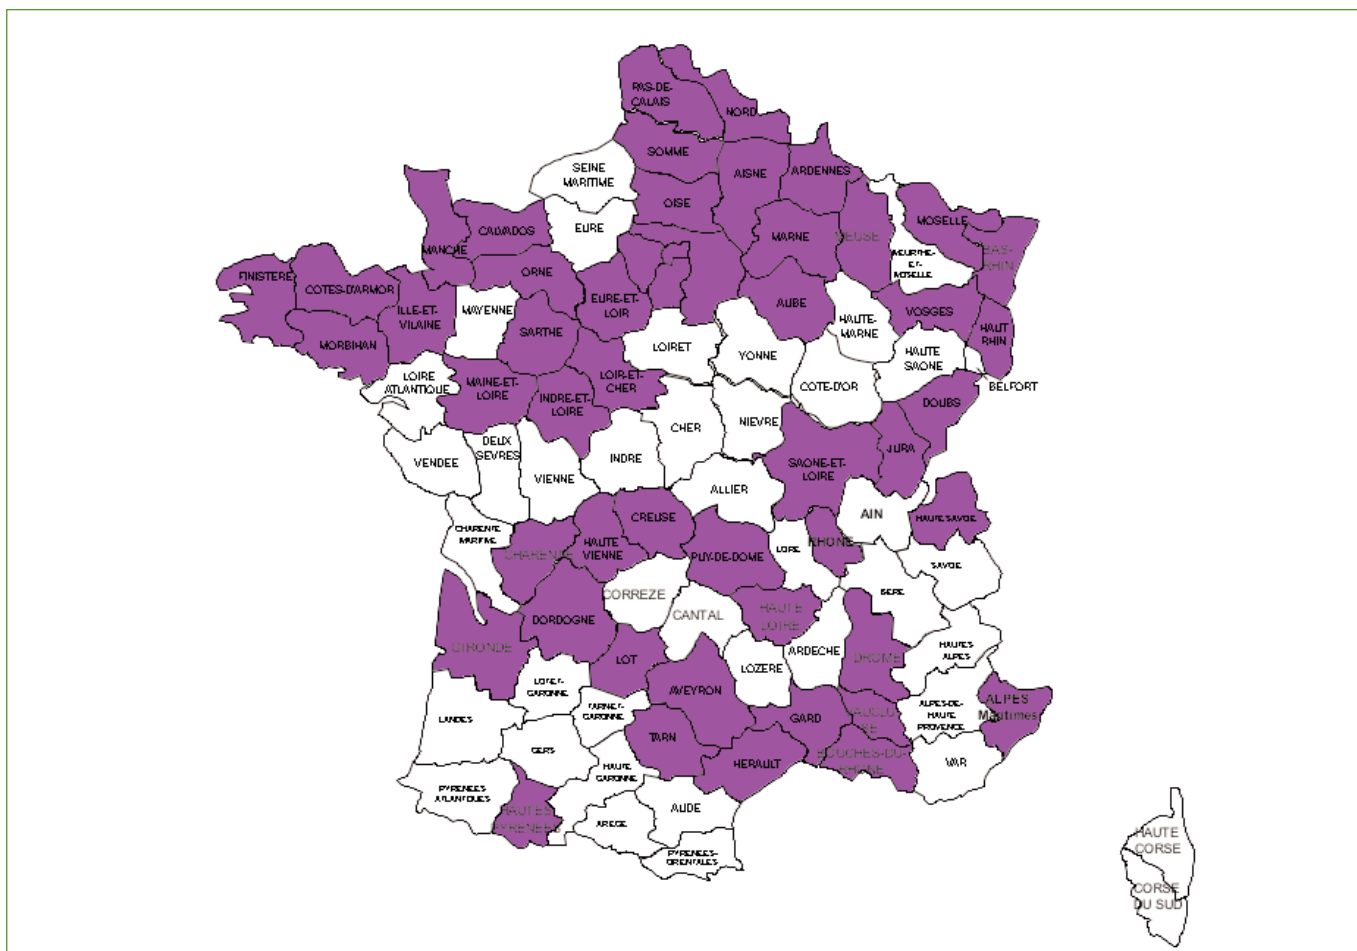 PAS-DE-
CALAIS
NORD
SOMME
SEINE
MARITIME
AISNE
ARDENNES
OISE
EURE
MOSELLE
CALVADOS
MANCHE
MARNE
MEUSE
BAS-
RHIN
MEURTHE-
ET-
MOSELLE
FINISTERE
COTES-D'ARMOR
ORNE
EURE-ET-
LOIR
AUBE
ILLE-ET-
VILAINE
MAYENNE
HAUTE-
MARNE
VOSGES
SARTHE
HAUT
RHIN
MORBIHAN
LOIRET
YONNE
HAUTE
SAONE
LOIRE
ATLANTIQUE
MAINE-ET-
LOIRE
LOIR-ET-
CHER
COTE-D'OR
BELFORT
INDRE-ET-
LOIRE
DOUBS
CHER
NIEVRE
DEUX
SEVRES
JURA
VENDEE
VIENNE
INDRE
SAONE-ET-
LOIRE
ALLIER
AIN
HAUTE SAVOIE
CREUSE
CHARENTE
MARITIME
CHARENTE
HAUTE
VIENNE
RHONE
LOIRE
PUY-DE-DOME
SAVOIE
ISERE
CORREZE
CANTAL
HAUTE
LOIRE
DORDOGNE
GIRONDE
ARDECHE
DROME
HAUTES
ALPES
LOT
LOZERE
LOT-ET-
GARONNE
AVEYRON
TARN-ET-
GARONNE
ALPES
Maritimes
ALPES-DE-
HAUTE
PROVENCE
LANDES
GARD
VAUCLU
SE
TARN
GERS
BOUCHES-DU-
RHONE
HERAULT
VAR
HAUTE
GARONNE
PYRENEES
ATLANTIQUES
HAUTES
PYRENEES
AUDE
ARIEGE
PYRENEES-
ORIENTALES
HAUTE
CORSE
CORSE
DU SUD